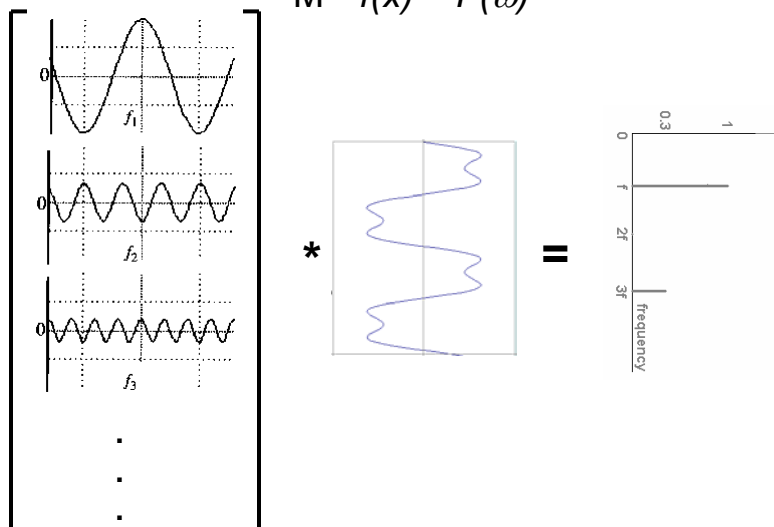 M * f(x) = F(ω)
0
f₁
0
f₂
0
f₃
.
.
.
*
=
0.3
1
0
f
2f
3f
frequency